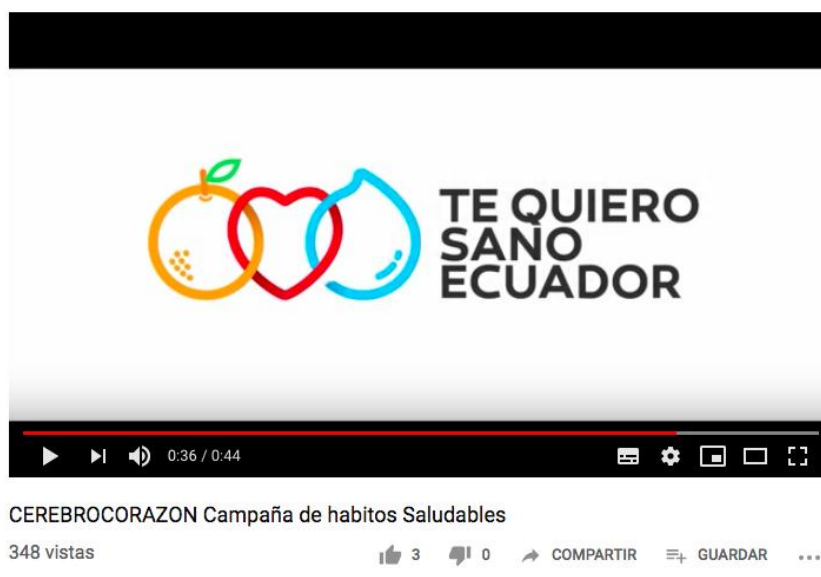 TE QUIERO
SANO
ECUADOR
0:36 / 0:44
CEREBROCORAZON Campaña de habitos Saludables
348 vistas
3 0 COMPARTIR GUARDAR